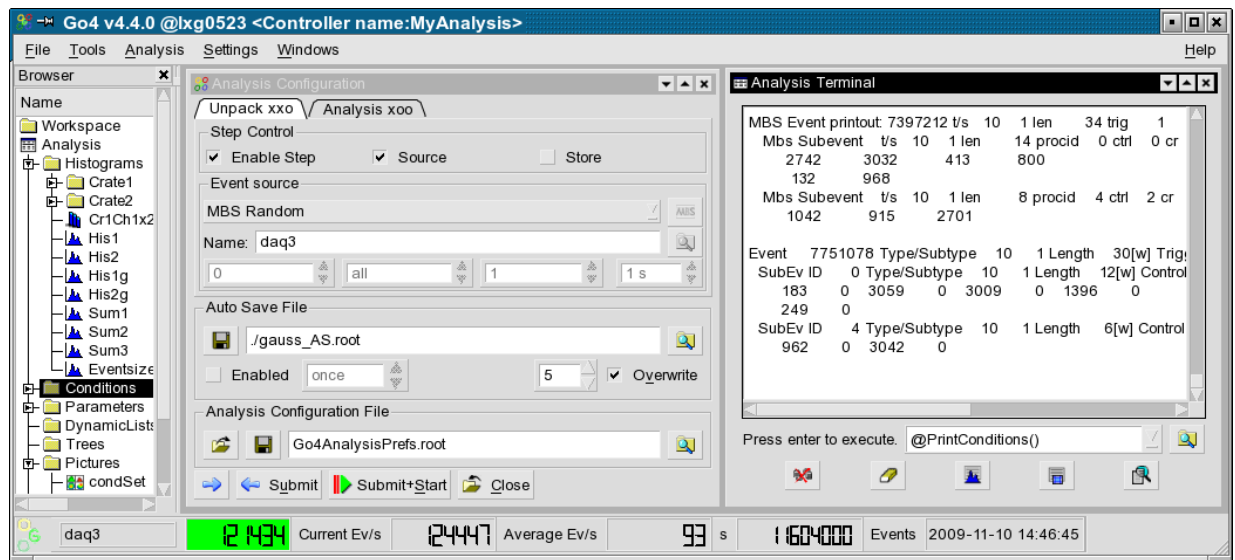 Go4 v4.4.0 @lxg0523 <Controller name:MyAnalysis>
File Tools Analysis Settings Windows Help
Browser
Name
Workspace
Analysis
Histograms
Crate1
Crate2
Cr1Ch1x2
His1
His2
His1g
His2g
Sum1
Sum2
Sum3
Eventsize
Conditions
Parameters
DynamicLists
Trees
Pictures
condSet
Analysis Configuration
Unpack xxo Analysis xoo
Step Control
Enable Step Source Store
Event source
MBS Random MBS
Name: daq3
0 all 1 1 s
Auto Save File
./gauss_AS.root
Enabled once 5 Overwrite
Analysis Configuration File
Go4AnalysisPrefs.root
Submit Submit+Start Close
Analysis Terminal
MBS Event printout: 7397212 t/s 10 1 len 34 trig 1
Mbs Subevent t/s 10 1 len 14 procid 0 ctrl 0 cr
2742 3032 413 800
132 968
Mbs Subevent t/s 10 1 len 8 procid 4 ctrl 2 cr
1042 915 2701
Event 7751078 Type/Subtype 10 1 Length 30[w] Trigg
SubEv ID 0 Type/Subtype 10 1 Length 12[w] Control
183 0 3059 0 3009 0 1396 0
249 0
SubEv ID 4 Type/Subtype 10 1 Length 6[w] Control
962 0 3042 0
Press enter to execute. @PrintConditions()
daq3 121434 Current Ev/s 124447 Average Ev/s 93 s 11604000 Events 2009-11-10 14:46:45